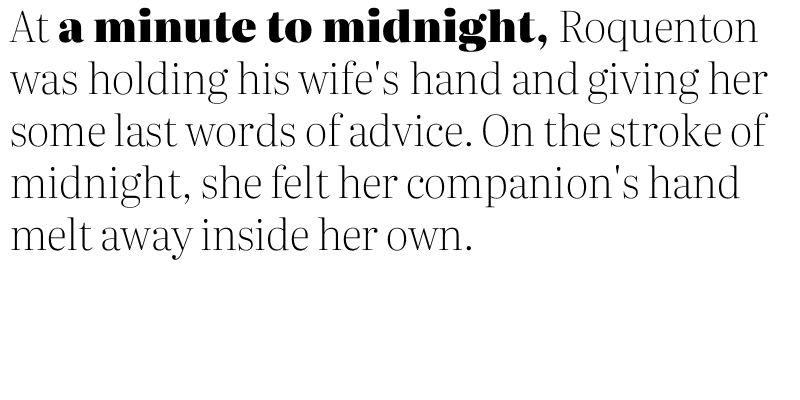 At a minute to midnight, Roquenton
was holding his wife's hand and giving her
some last words of advice. On the stroke of
midnight, she felt her companion's hand
melt away inside her own.